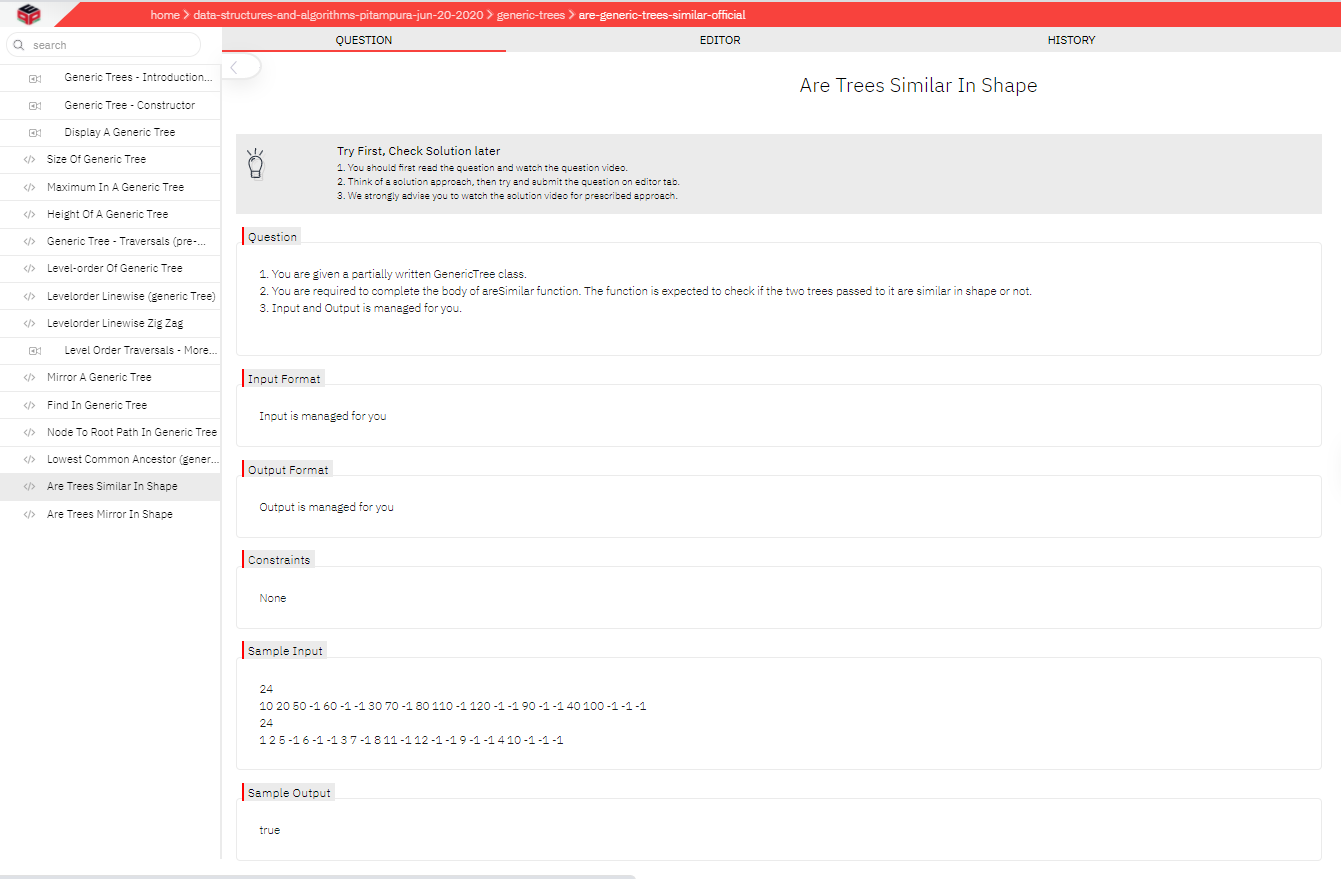 home > data-structures-and-algorithms-pitampura-jun-20-2020 > generic-trees > are-generic-trees-similar-official
search
Generic Trees - Introduction...
Generic Tree - Constructor
Display A Generic Tree
Size Of Generic Tree
Maximum In A Generic Tree
Height Of A Generic Tree
Generic Tree - Traversals (pre-...
Level-order Of Generic Tree
Levelorder Linewise (generic Tree)
Levelorder Linewise Zig Zag
Level Order Traversals - More...
Mirror A Generic Tree
Find In Generic Tree
Node To Root Path In Generic Tree
Lowest Common Ancestor (gener...
Are Trees Similar In Shape
Are Trees Mirror In Shape
QUESTION EDITOR HISTORY
Are Trees Similar In Shape
Try First, Check Solution later
1. You should first read the question and watch the question video.
2. Think of a solution approach, then try and submit the question on editor tab.
3. We strongly advise you to watch the solution video for prescribed approach.
Question
1. You are given a partially written GenericTree class.
2. You are required to complete the body of areSimilar function. The function is expected to check if the two trees passed to it are similar in shape or not.
3. Input and Output is managed for you.
Input Format
Input is managed for you
Output Format
Output is managed for you
Constraints
None
Sample Input
24
10 20 50 -1 60 -1 -1 30 70 -1 80 110 -1 120 -1 -1 90 -1 -1 40 100 -1 -1 -1
24
1 2 5 -1 6 -1 -1 3 7 -1 8 11 -1 12 -1 -1 9 -1 -1 4 10 -1 -1 -1
Sample Output
true